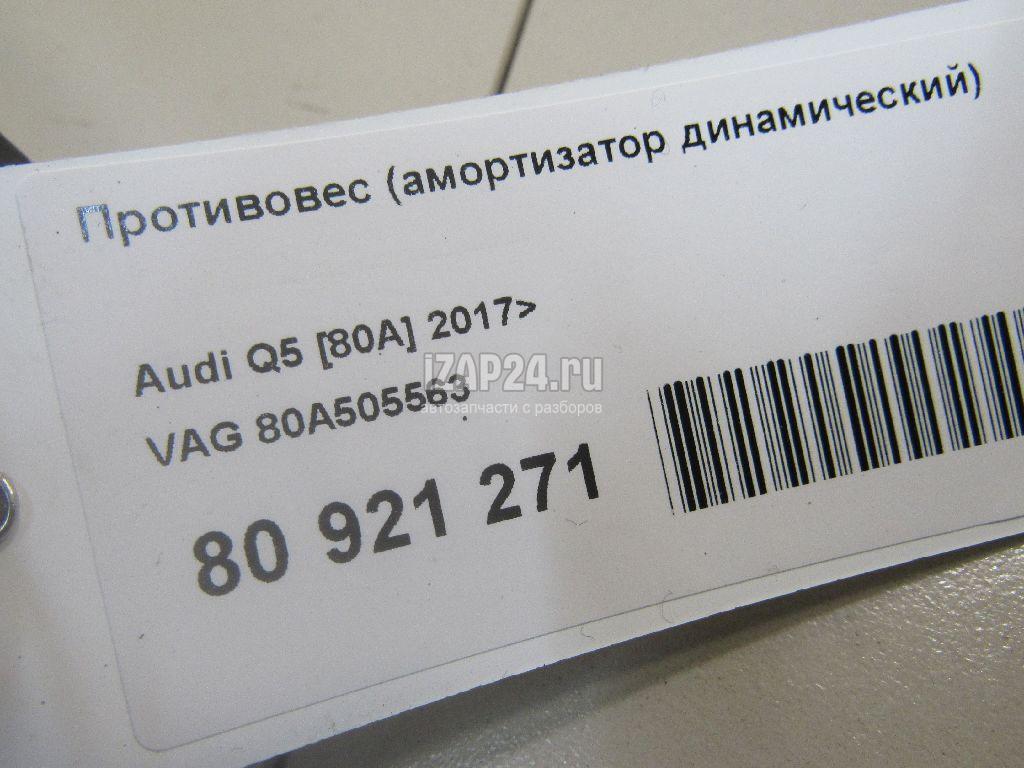 Противовес (амортизатор динамический)
Audi Q5 [80A] 2017>
VAG 80A505563
80 921 271
iZAP24.ru
автозапчасти с разборов